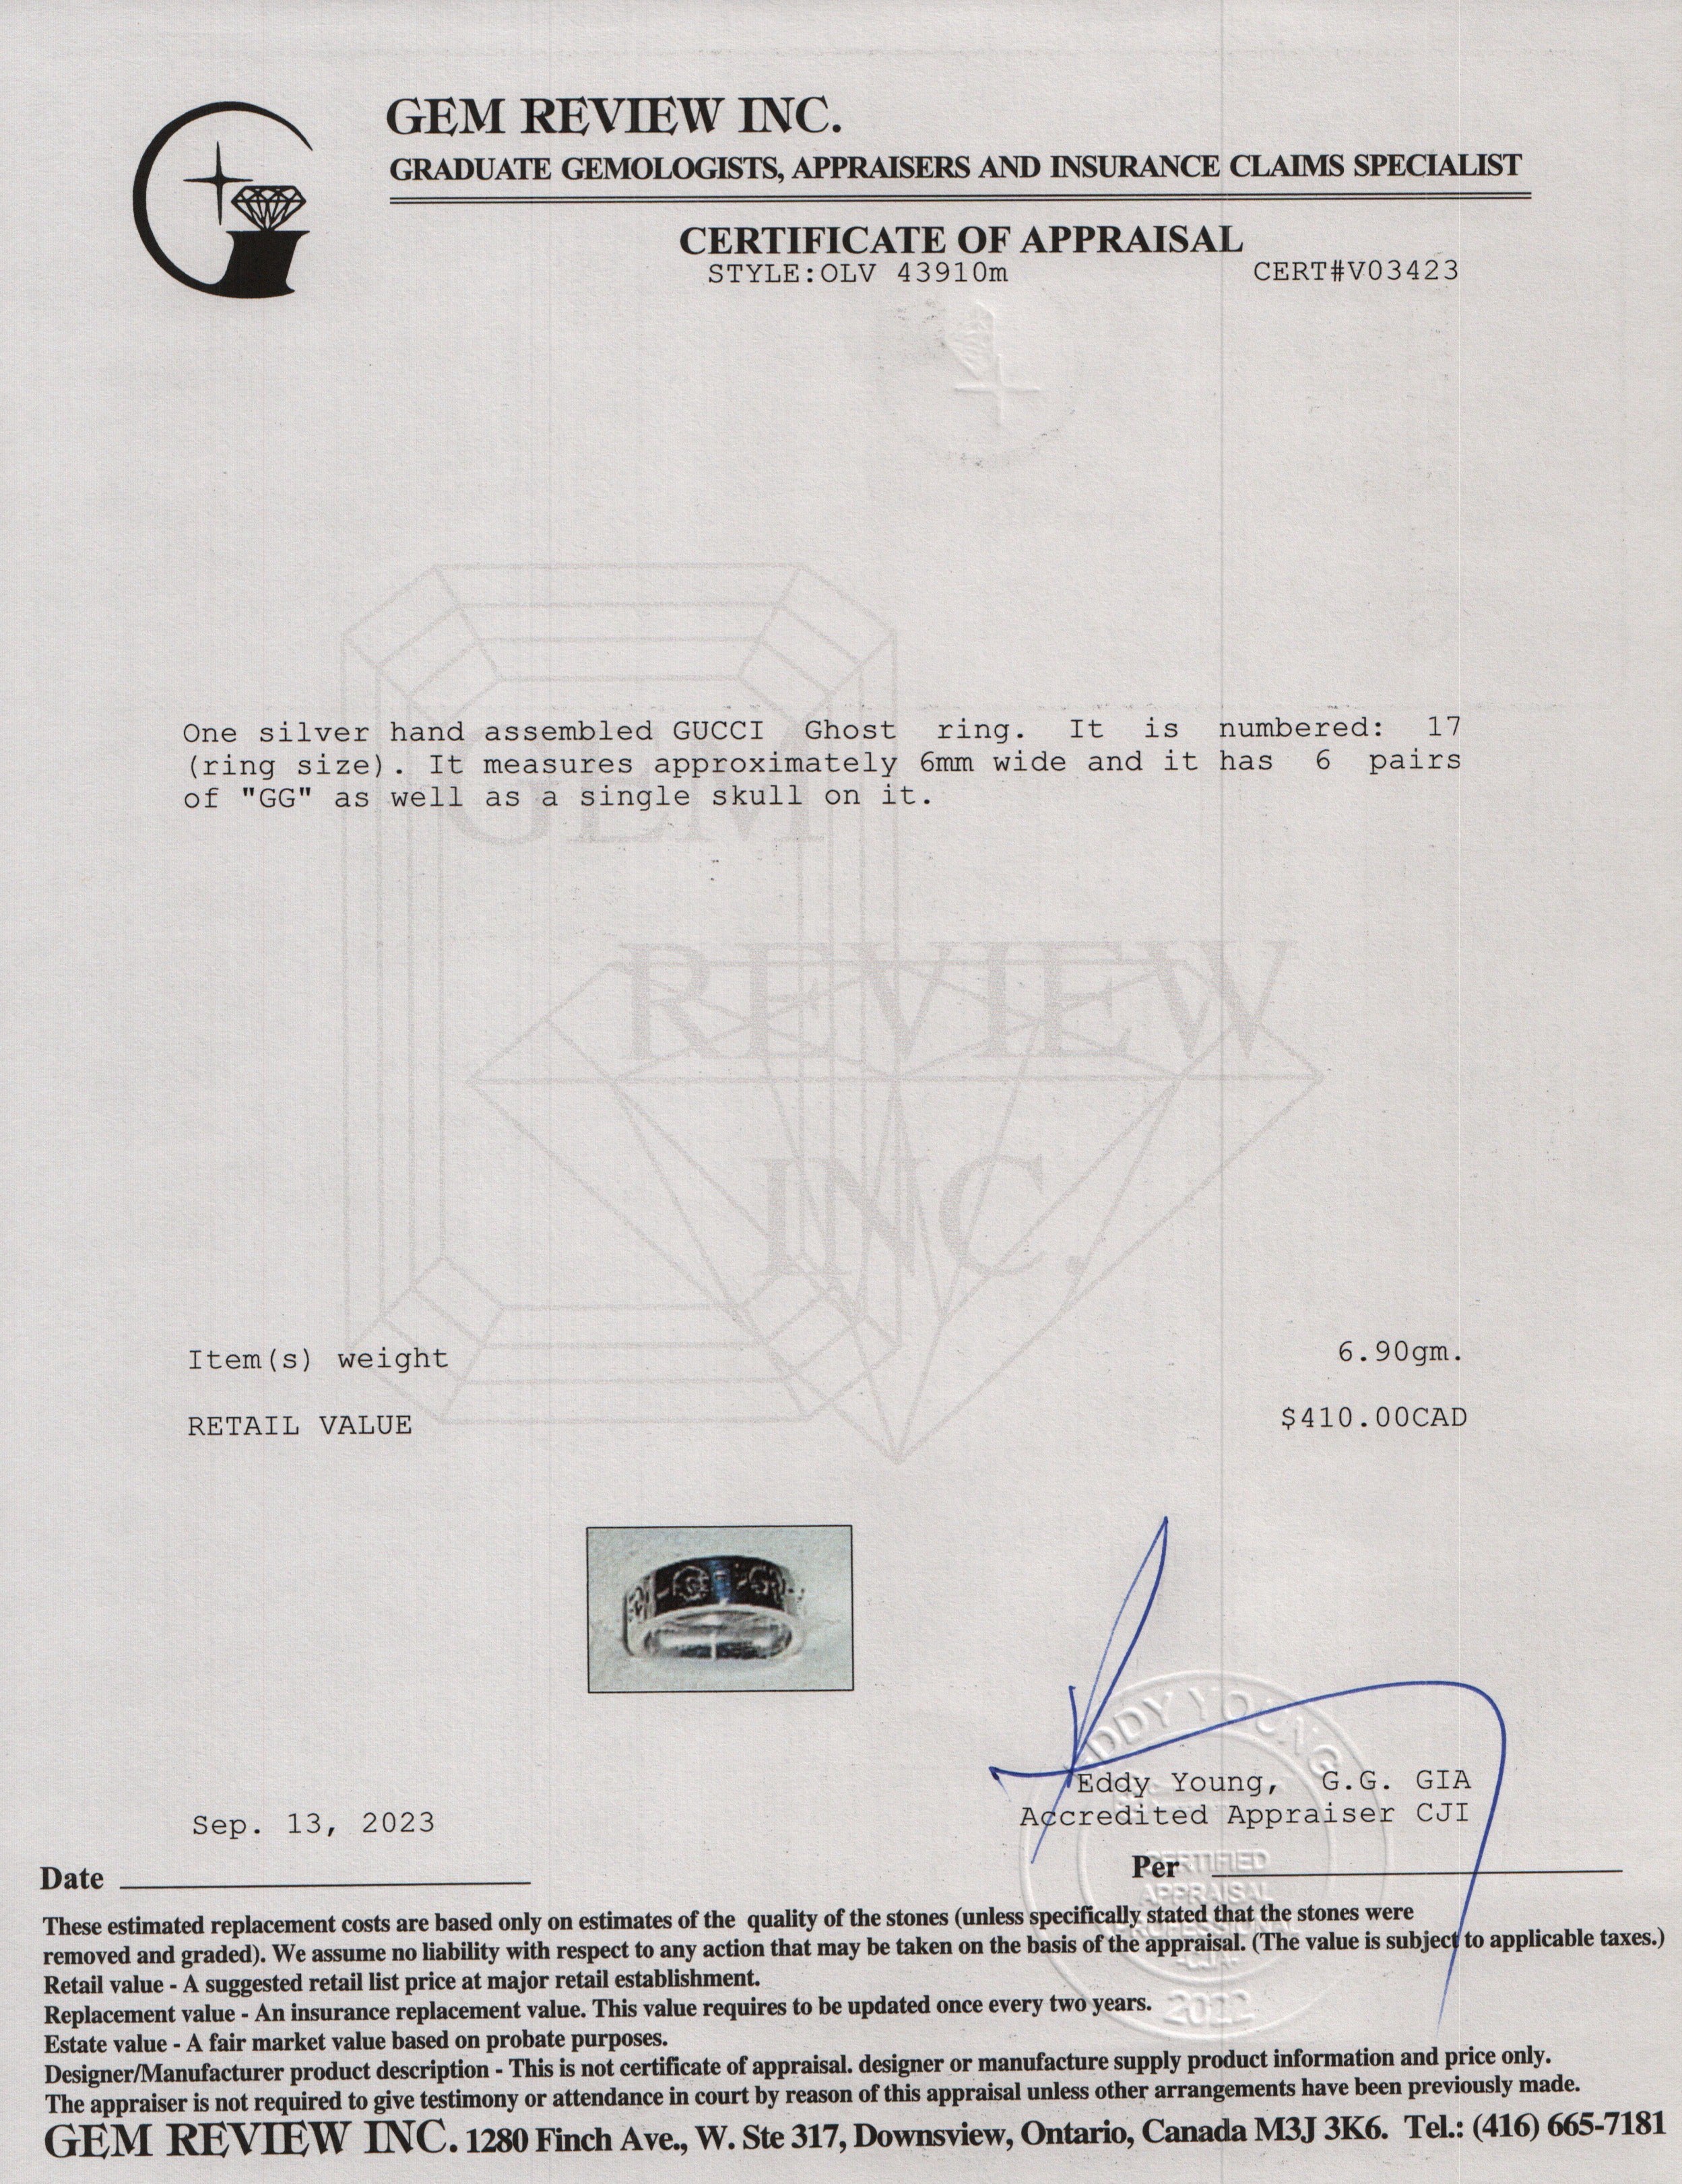 GEM REVIEW INC.
GRADUATE GEMOLOGISTS, APPRAISERS AND INSURANCE CLAIMS SPECIALIST
CERTIFICATE OF APPRAISAL
STYLE:OLV 43910m CERT#V03423
One silver hand assembled GUCCI Ghost ring. It is numbered: 17
(ring size). It measures approximately 6mm wide and it has 6 pairs
of "GG" as well as a single skull on it.
GEM
REVIEW
INC.
Item(s) weight 6.90gm.
RETAIL VALUE $410.00CAD
EDDY YOUNG
Eddy Young, G.G. GIA
Accredited Appraiser CJI
Sep. 13, 2023
Date
Per
CERTIFIED
APPRAISAL
PROFESSIONAL
2022
These estimated replacement costs are based only on estimates of the quality of the stones (unless specifically stated that the stones were
removed and graded). We assume no liability with respect to any action that may be taken on the basis of the appraisal. (The value is subject to applicable taxes.)
Retail value - A suggested retail list price at major retail establishment.
Replacement value - An insurance replacement value. This value requires to be updated once every two years.
Estate value - A fair market value based on probate purposes.
Designer/Manufacturer product description - This is not certificate of appraisal. designer or manufacture supply product information and price only.
The appraiser is not required to give testimony or attendance in court by reason of this appraisal unless other arrangements have been previously made.
GEM REVIEW INC. 1280 Finch Ave., W. Ste 317, Downsview, Ontario, Canada M3J 3K6. Tel.: (416) 665-7181